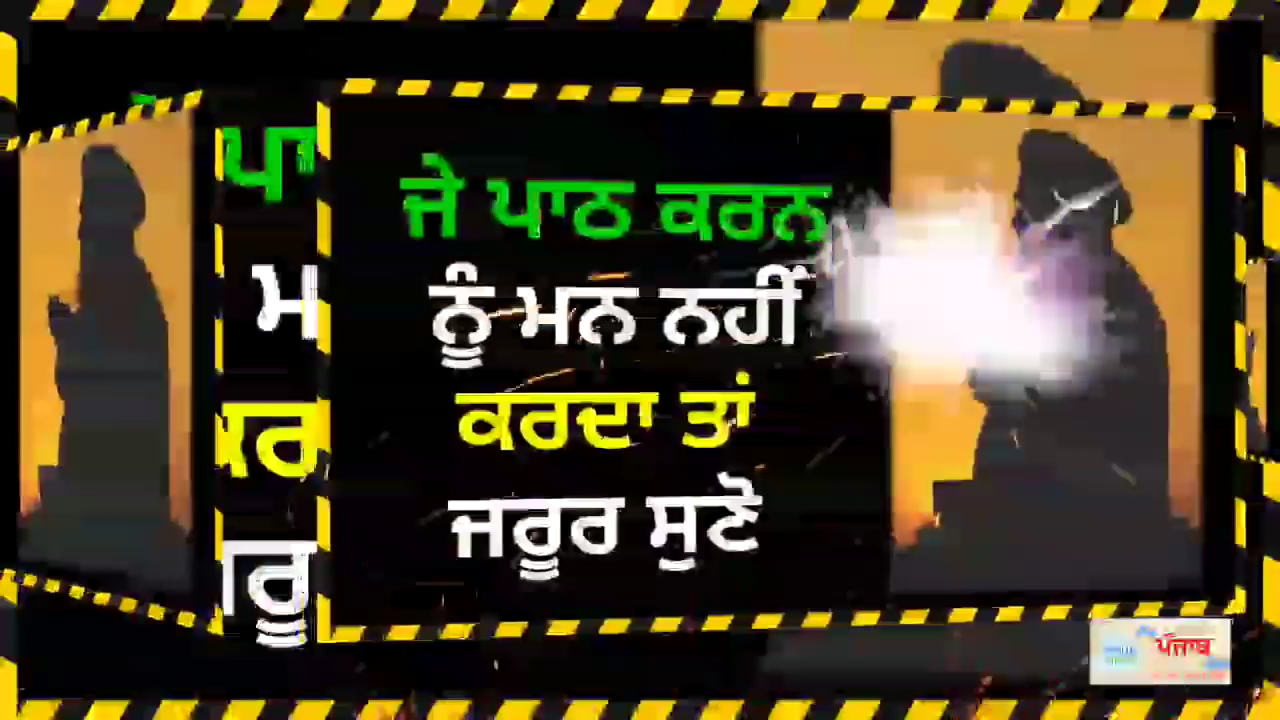 ਜੇ ਪਾਠ ਕਰਨ
ਨੂੰ ਮਨ ਨਹੀਂ
ਕਰਦਾ ਤਾਂ
ਜਰੂਰ ਸੁਣੋ
ਪੰਜਾਬ